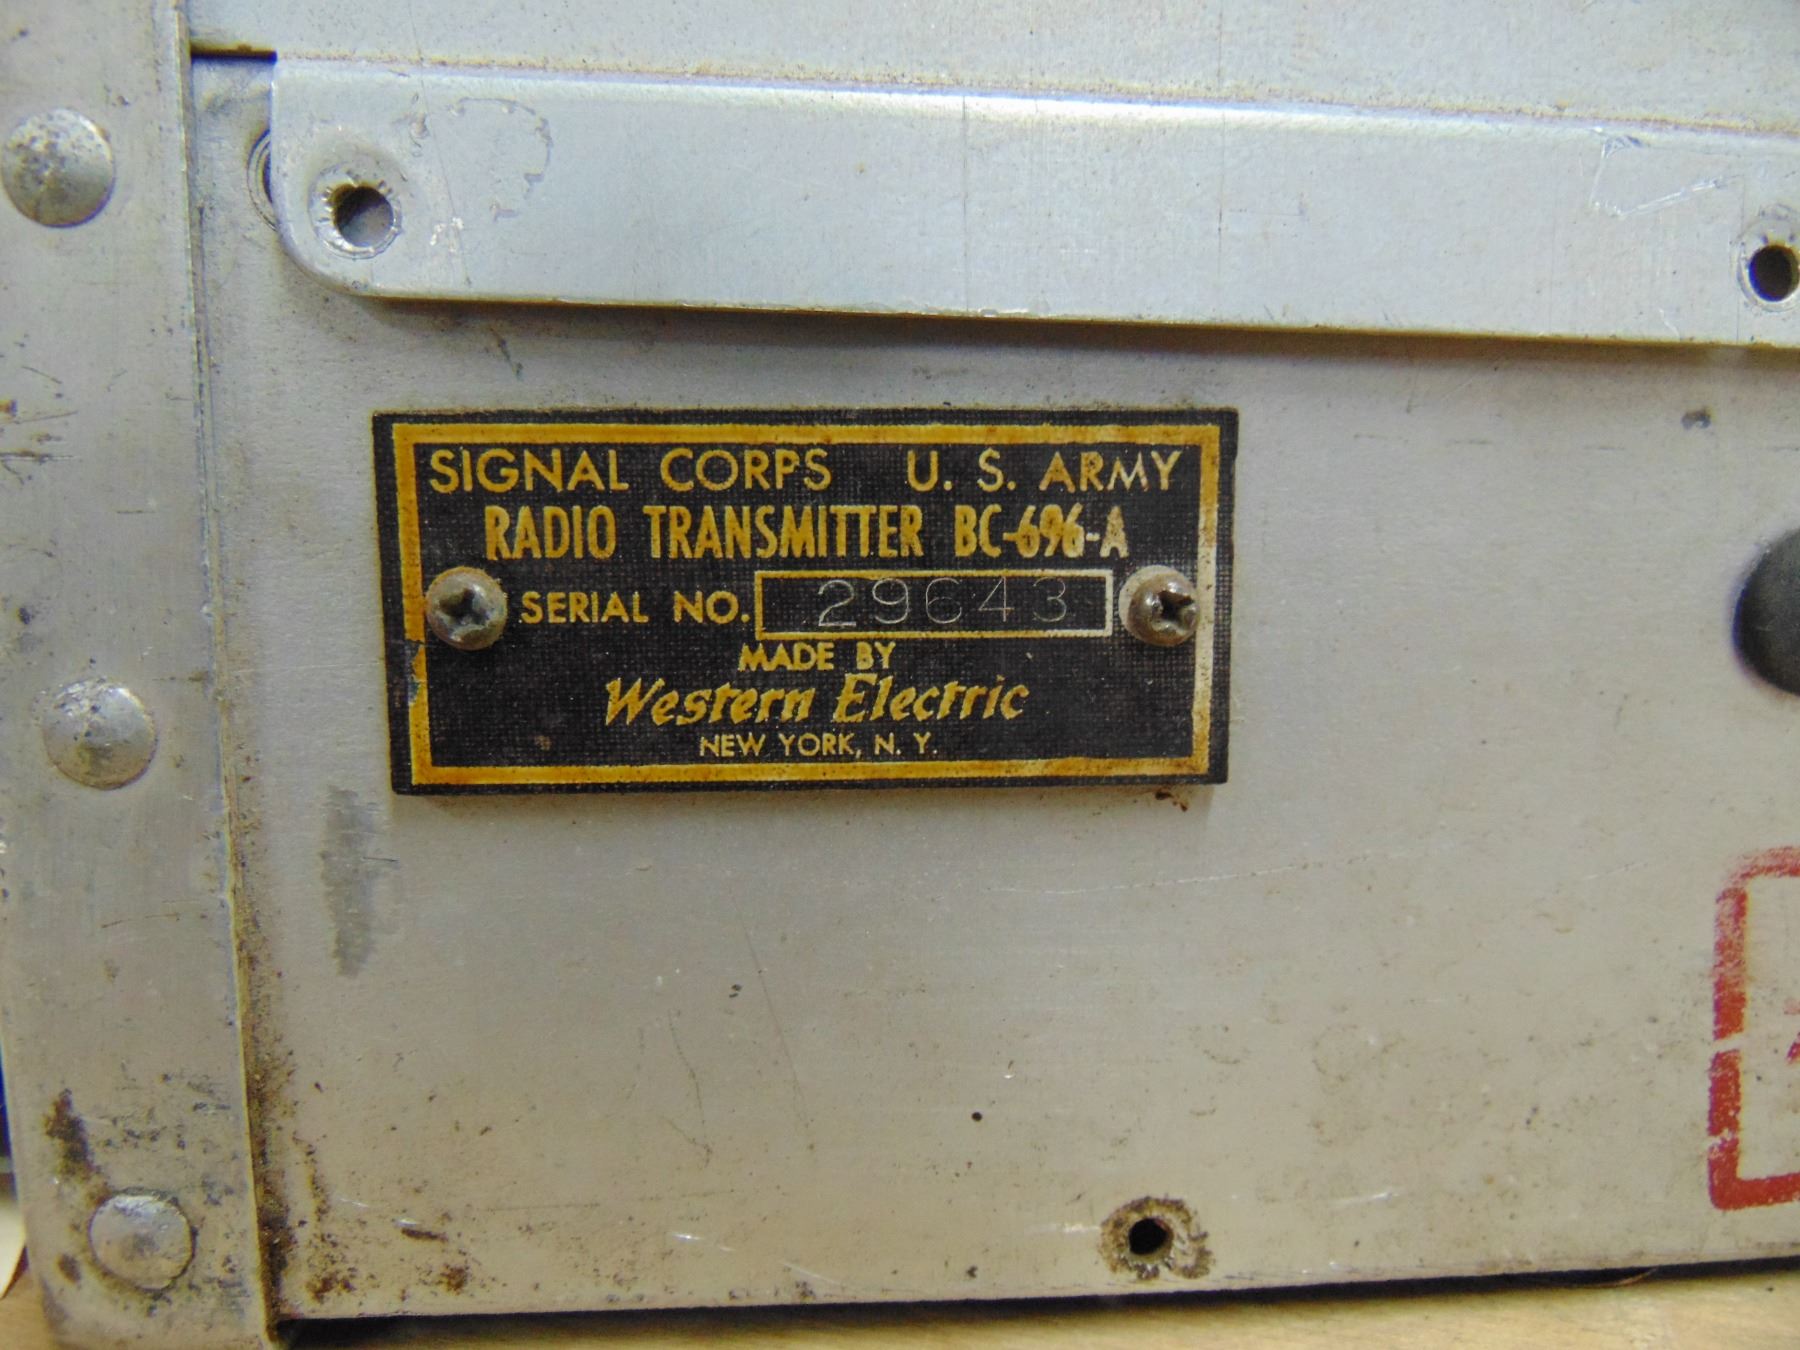 SIGNAL CORPS U. S. ARMY
RADIO TRANSMITTER BC-696-A
SERIAL NO. 29643
MADE BY
Western Electric
NEW YORK, N. Y.